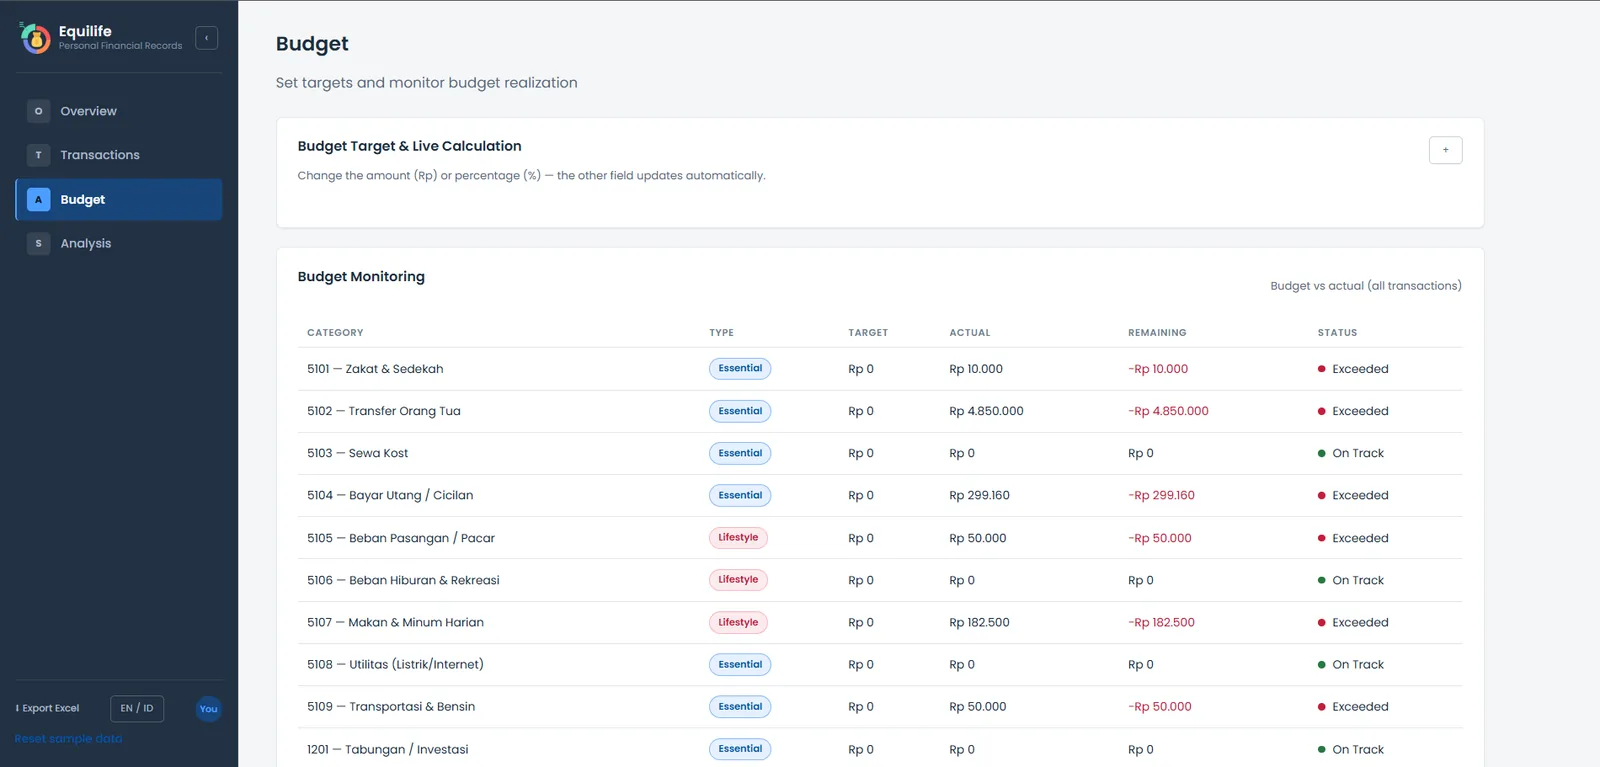 Equilife
Personal Financial Records
‹
O Overview
T Transactions
A Budget
S Analysis
Export Excel
EN / ID
You
Reset sample data
Budget
Set targets and monitor budget realization
Budget Target & Live Calculation
+
Change the amount (Rp) or percentage (%) — the other field updates automatically.
Budget Monitoring
Budget vs actual (all transactions)
CATEGORY TYPE TARGET ACTUAL REMAINING STATUS
5101 — Zakat & Sedekah Essential Rp 0 Rp 10.000 -Rp 10.000 Exceeded
5102 — Transfer Orang Tua Essential Rp 0 Rp 4.850.000 -Rp 4.850.000 Exceeded
5103 — Sewa Kost Essential Rp 0 Rp 0 Rp 0 On Track
5104 — Bayar Utang / Cicilan Essential Rp 0 Rp 299.160 -Rp 299.160 Exceeded
5105 — Beban Pasangan / Pacar Lifestyle Rp 0 Rp 50.000 -Rp 50.000 Exceeded
5106 — Beban Hiburan & Rekreasi Lifestyle Rp 0 Rp 0 Rp 0 On Track
5107 — Makan & Minum Harian Lifestyle Rp 0 Rp 182.500 -Rp 182.500 Exceeded
5108 — Utilitas (Listrik/Internet) Essential Rp 0 Rp 0 Rp 0 On Track
5109 — Transportasi & Bensin Essential Rp 0 Rp 50.000 -Rp 50.000 Exceeded
1201 — Tabungan / Investasi Essential Rp 0 Rp 0 Rp 0 On Track